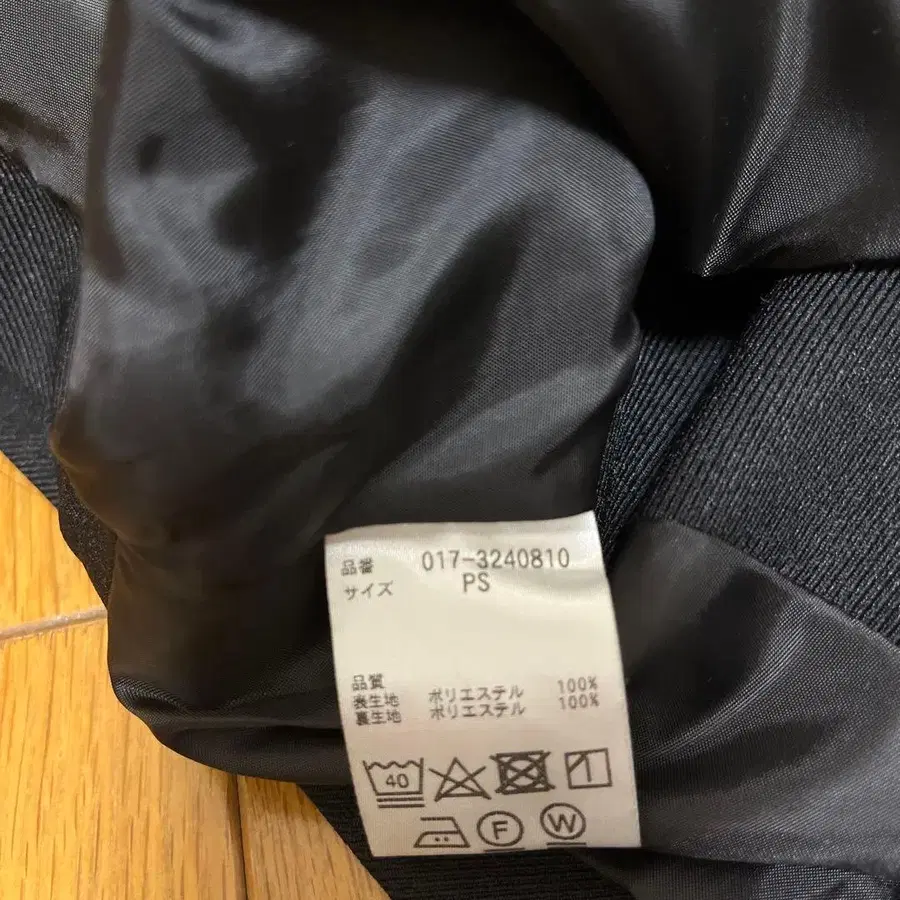 品番 017-3240810
サイズ PS
品質
表生地 ポリエステル 100%
裏生地 ポリエステル 100%
40
F W